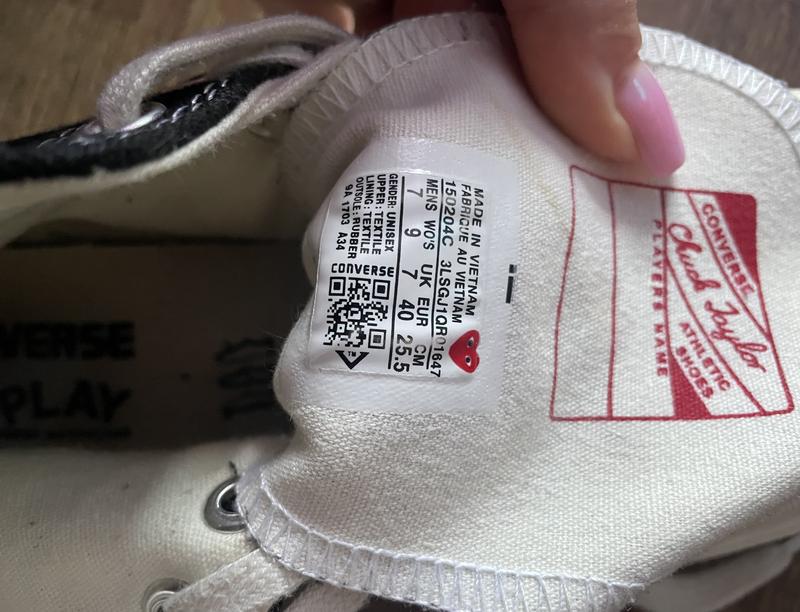 MADE IN VIETNAM
FABRIQUE AU VIETNAM
150204C 3LSGJ1QR01647
MENS WO'S UK EUR CM
7 9 7 40 25.5
GENDER: UNISEX
UPPER: TEXTILE
LINING: TEXTILE
OUTSOLE: RUBBER
9A 1703 A34
CONVERSE
CONVERSE
Chuck Taylor
ATHLETIC
SHOES
PLAYERS NAME
VERSE
PLAY